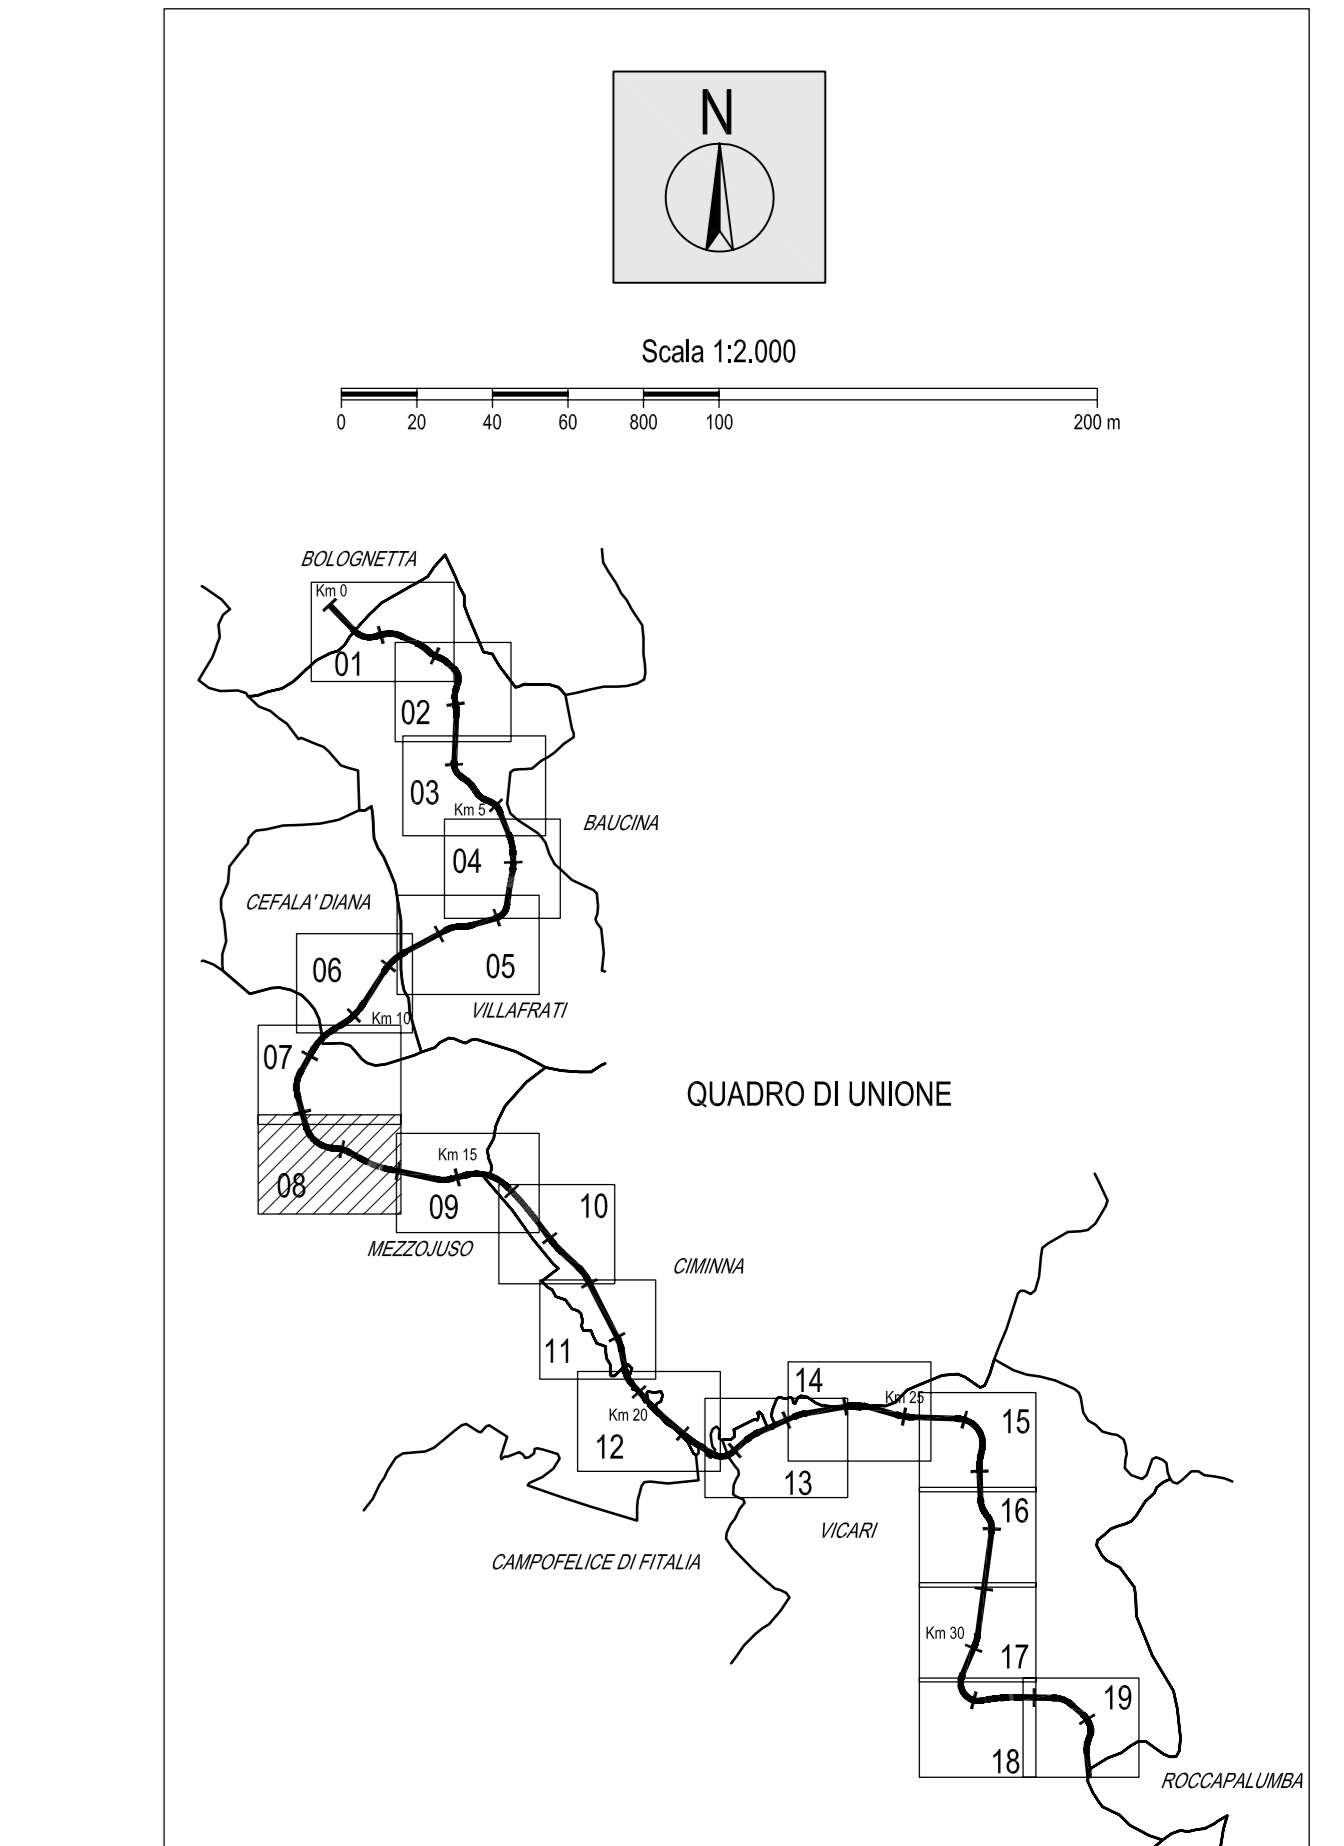 N
Scala 1:2.000
0 20 40 60 800 100 200 m
BOLOGNETTA
Km 0
01
02
03
Km 5
BAUCINA
04
CEFALA' DIANA
05
06
VILLAFRATI
Km 10
07
QUADRO DI UNIONE
Km 15
08
09
10
MEZZOJUSO
CIMINNA
11
14
Km 25
Km 20
15
12
13
16
VICARI
CAMPOFELICE DI FITALIA
Km 30
17
19
18
ROCCAPALUMBA